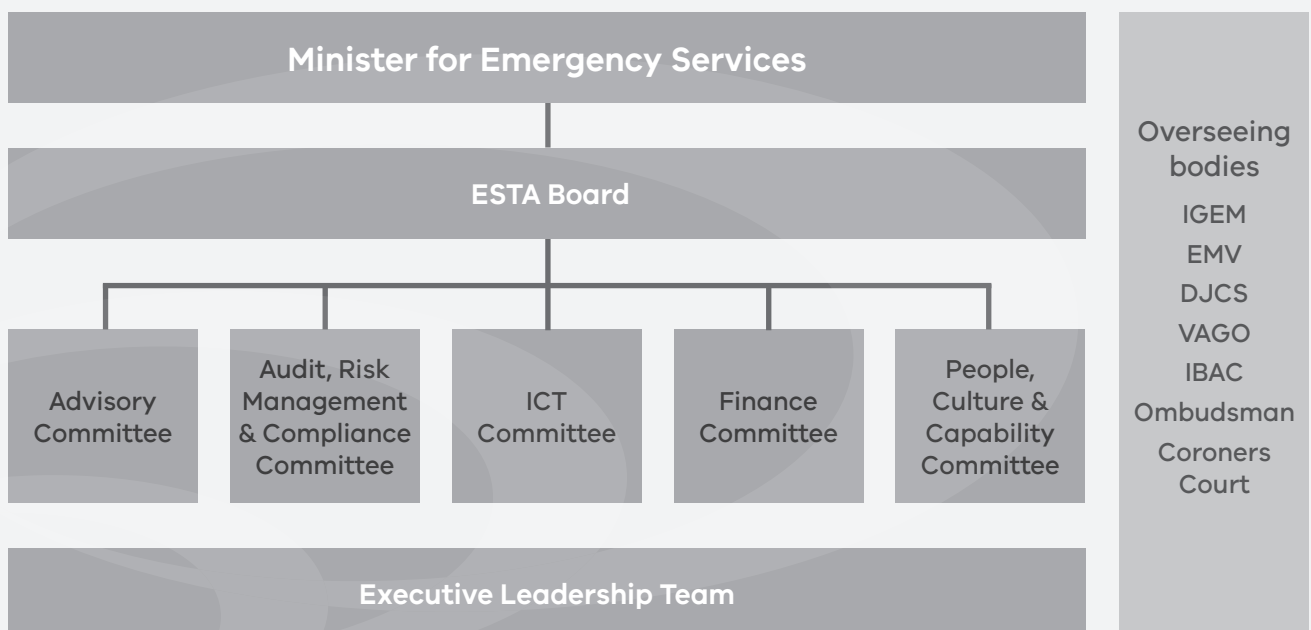 Minister for Emergency Services
ESTA Board
Advisory
Committee
Audit, Risk
Management
& Compliance
Committee
ICT
Committee
Finance
Committee
People,
Culture &
Capability
Committee
Executive Leadership Team
Overseeing
bodies
IGEM
EMV
DJCS
VAGO
IBAC
Ombudsman
Coroners
Court